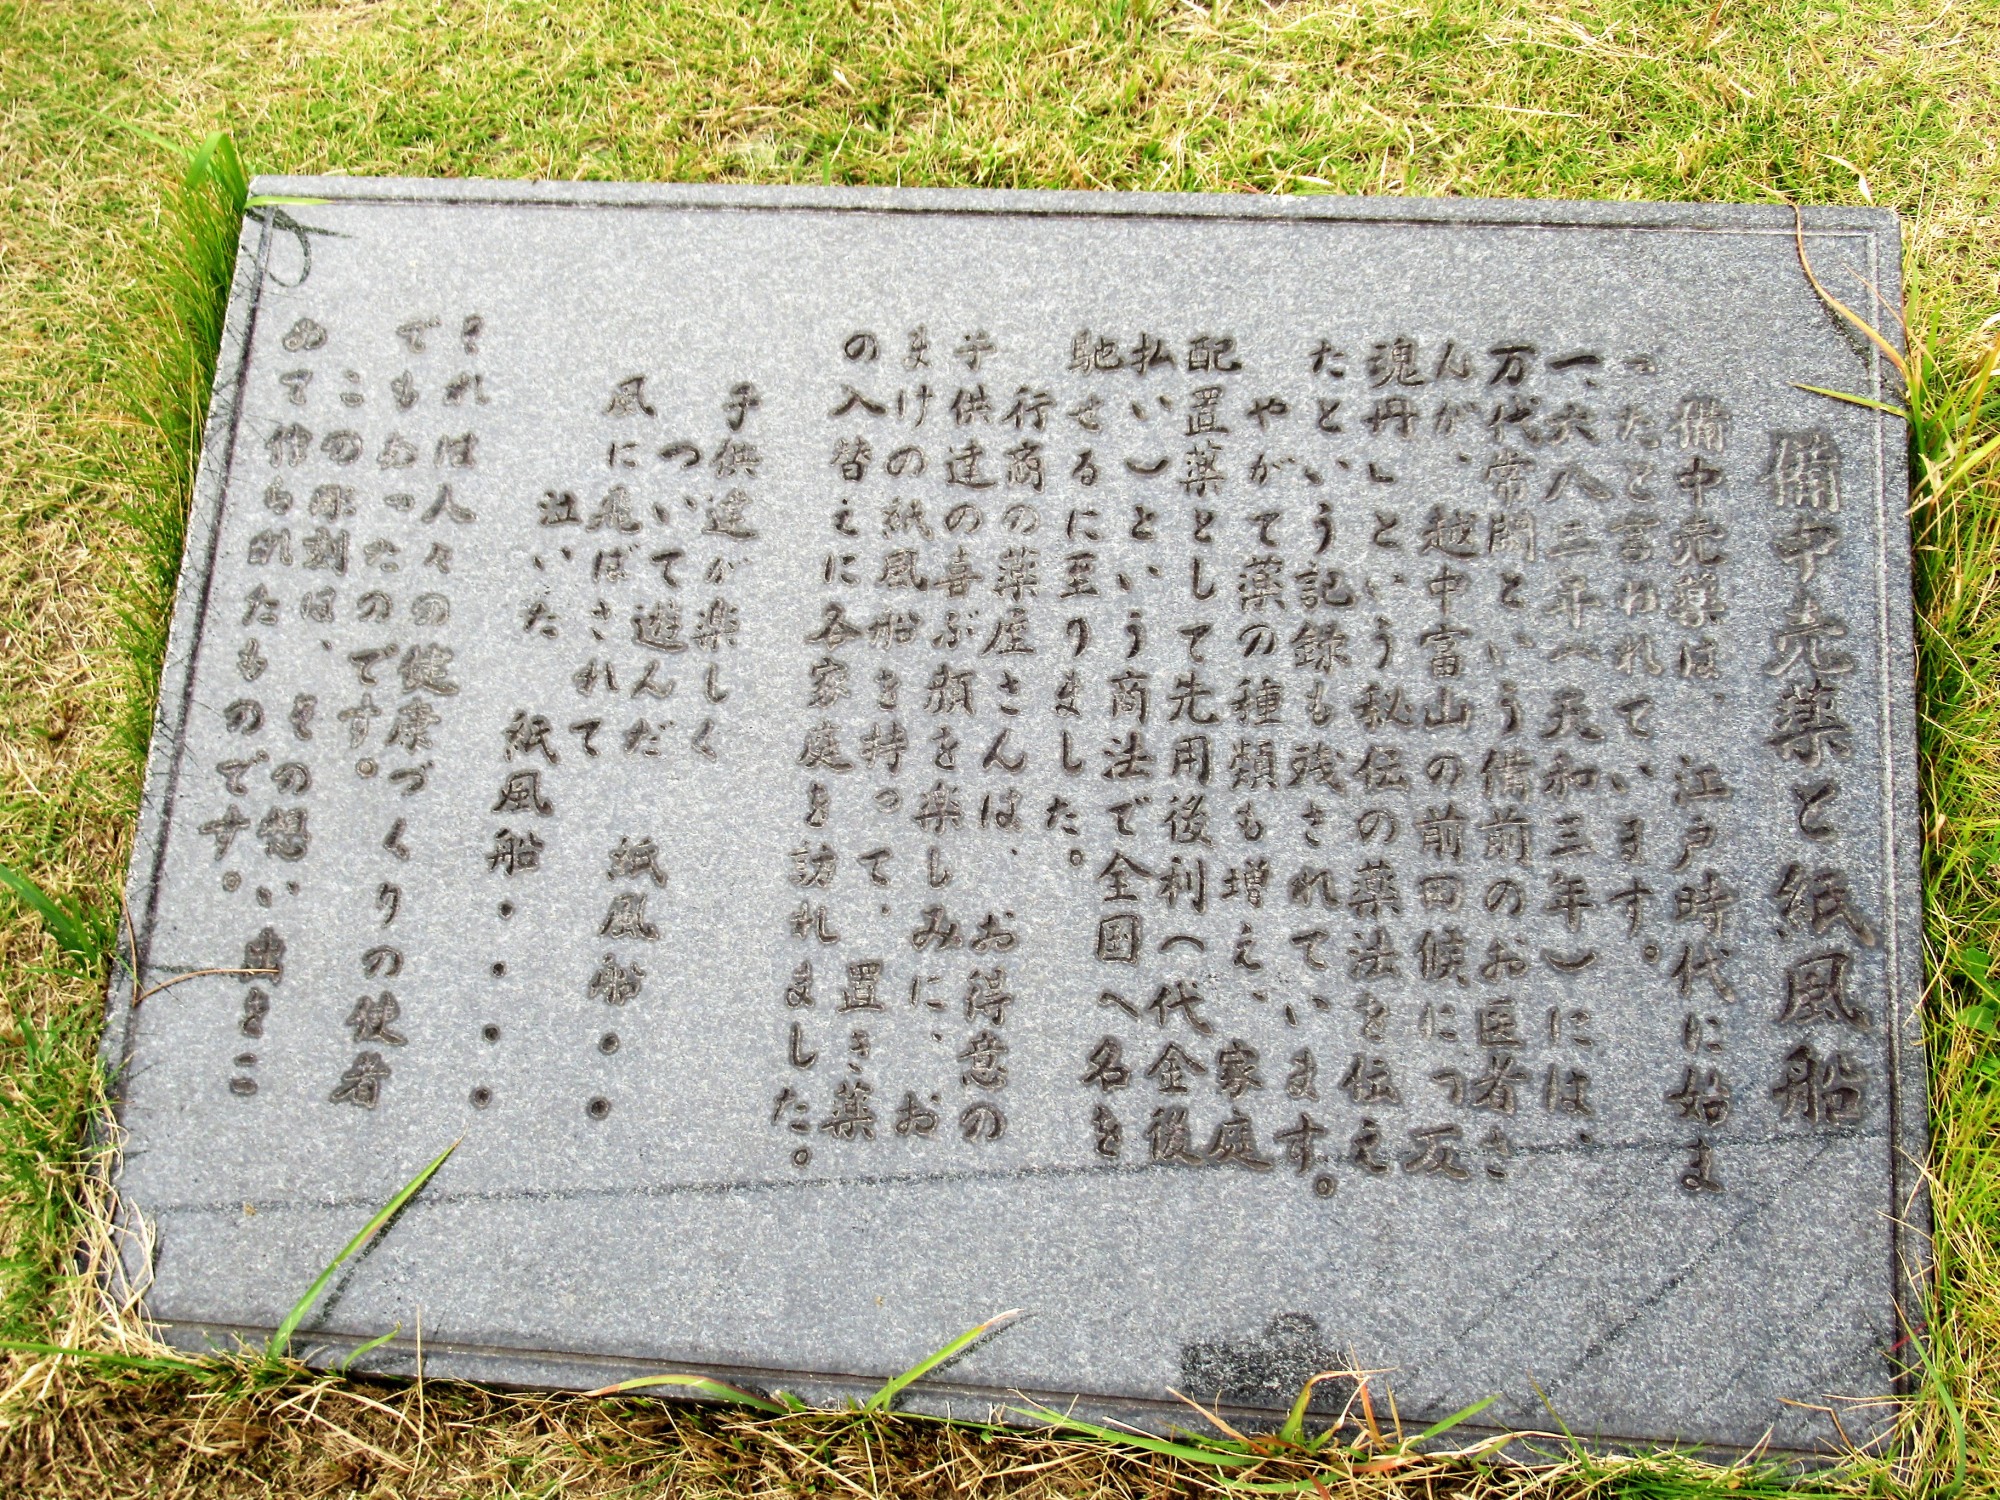 備中売薬と紙風船
備中売薬は、江戸時代に始ま
ったと言われています。
一、六八三年(天和三年)には、
万代常閑という備前のお医者さ
んが、越中富山の前田候に「反
魂丹」という秘伝の薬法を伝え
たという記録も残されています。
やがて薬の種類も増え、家庭
配置薬として先用後利(代金後
払い)という商法で全国へ名を
馳せるに至りました。
行商の薬屋さんは、お得意の
子供達の喜ぶ顔を楽しみに、お
まけの紙風船を持って、置き薬
の入替えに各家庭を訪れました。
子供達が楽しく
ついて遊んだ 紙風船・・
風に飛ばされて
泣いた 紙風船・・・・
それは人々の健康づくりの使者
でもあったのです。
この彫刻は、その想い出をこ
めて作られたものです。